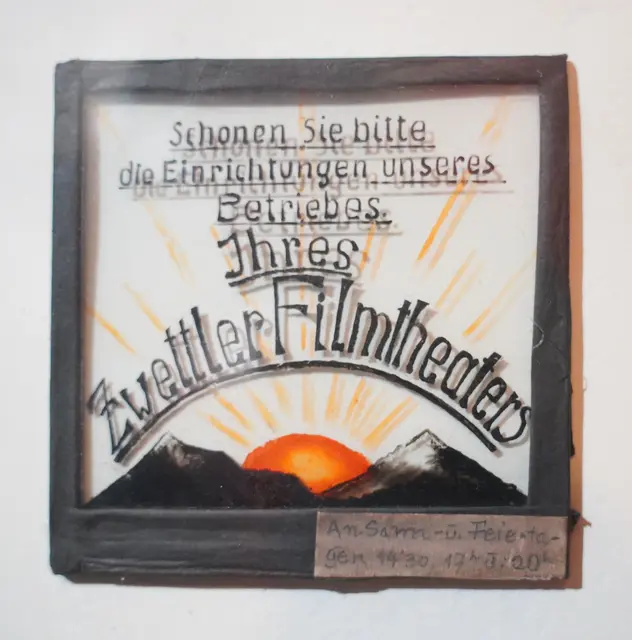 Schonen Sie bitte
die Einrichtungen unseres
Betriebes.
Ihres
Zwettler Filmtheaters
An Sonn- u. Feierta-
gen 14³⁰, 17ʰ u. 20ʰ